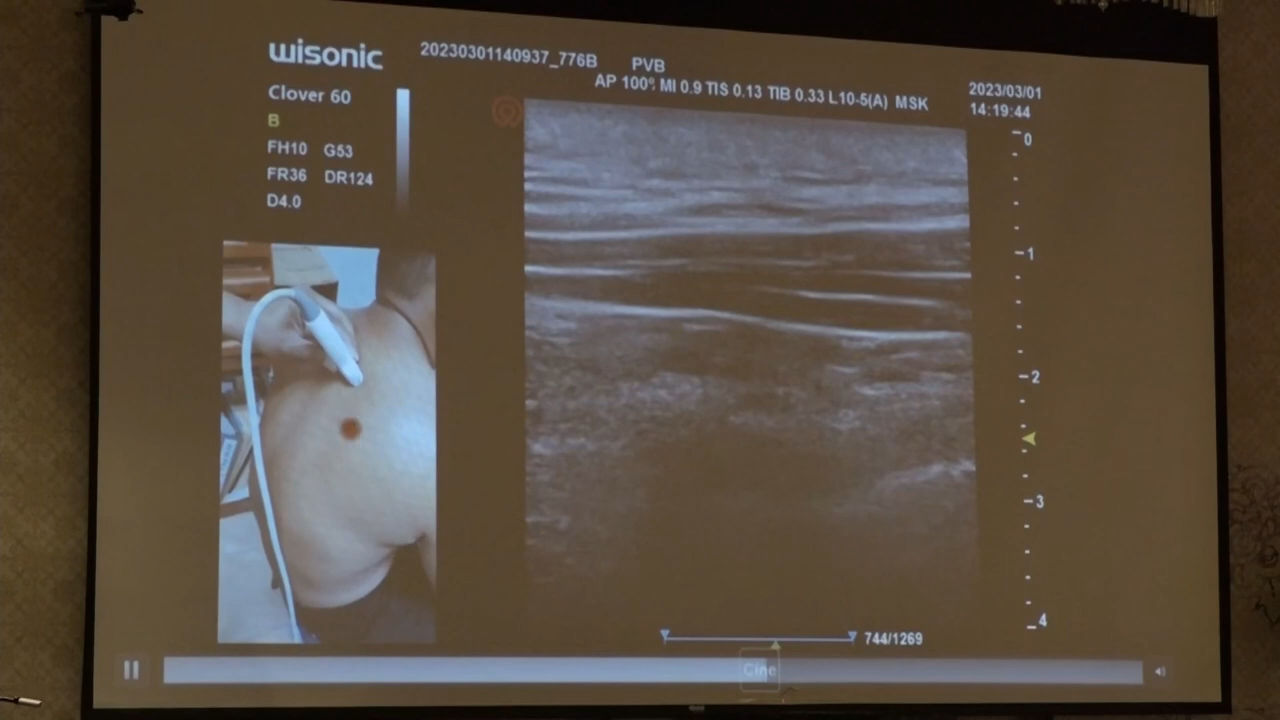 wisonic
20230301140937_776B PVB
AP 100% MI 0.9 TIS 0.13 TIB 0.33 L10-5(A) MSK
2023/03/01
14:19:44
Clover 60
B
FH10 G53
FR36 DR124
D4.0
0
1
2
3
4
744/1269
Cine